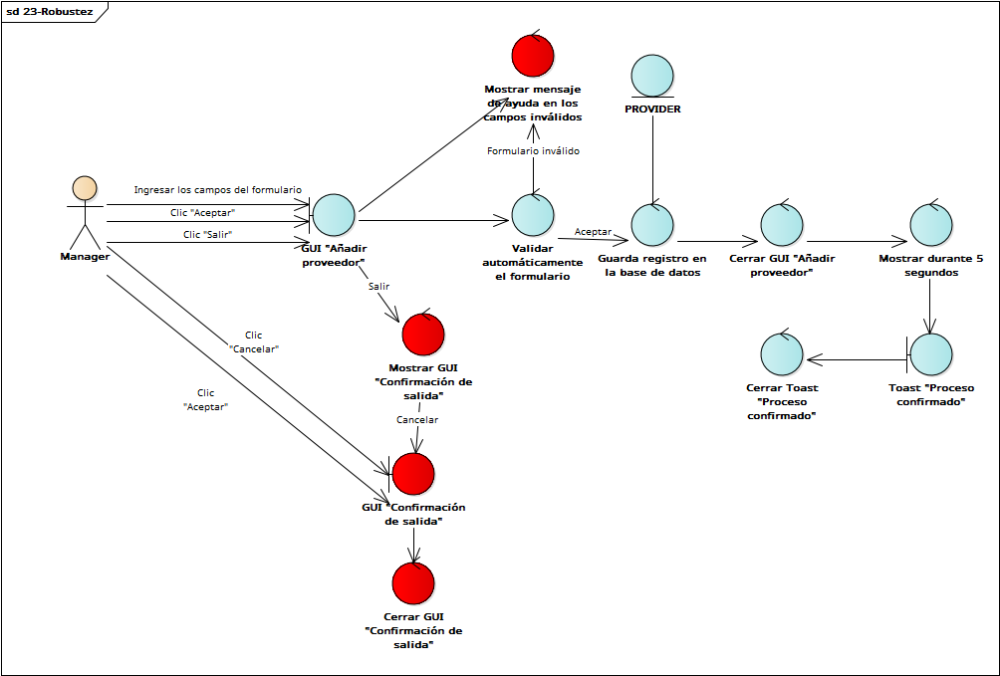 sd 23-Robustez
Mostrar mensaje
de ayuda en los
campos inválidos
PROVIDER
Formulario inválido
Ingresar los campos del formulario
Clic "Aceptar"
Clic "Salir"
Manager
GUI "Añadir
proveedor"
Validar
automáticamente
el formulario
Aceptar
Guarda registro en
la base de datos
Cerrar GUI "Añadir
proveedor"
Mostrar durante 5
segundos
Salir
Clic
"Cancelar"
Mostrar GUI
"Confirmación de
salida"
Cerrar Toast
"Proceso
confirmado"
Toast "Proceso
confirmado"
Clic
"Aceptar"
Cancelar
GUI "Confirmación
de salida"
Cerrar GUI
"Confirmación de
salida"